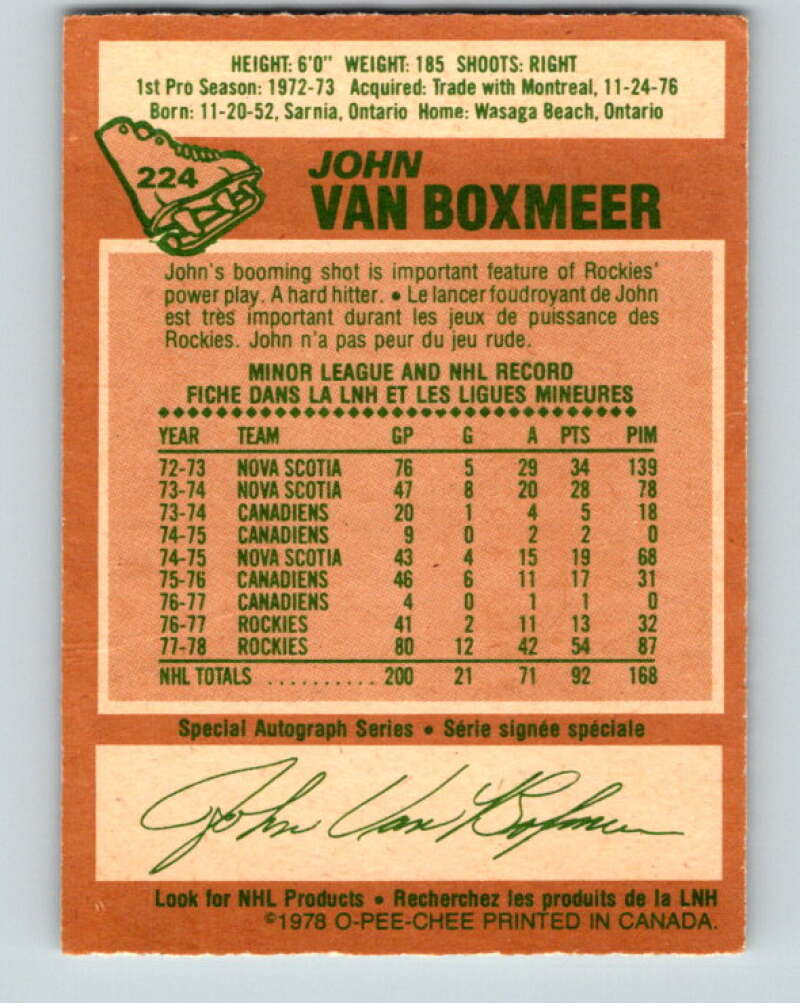 HEIGHT: 6'0" WEIGHT: 185 SHOOTS: RIGHT
1st Pro Season: 1972-73 Acquired: Trade with Montreal, 11-24-76
Born: 11-20-52, Sarnia, Ontario Home: Wasaga Beach, Ontario
224
JOHN
VAN BOXMEER
John's booming shot is important feature of Rockies'
power play. A hard hitter. • Le lancer foudroyant de John
est très important durant les jeux de puissance des
Rockies. John n'a pas peur du jeu rude.
MINOR LEAGUE AND NHL RECORD
FICHE DANS LA LNH ET LES LIGUES MINEURES
YEAR TEAM GP G A PTS PIM
72-73 NOVA SCOTIA 76 5 29 34 139
73-74 NOVA SCOTIA 47 8 20 28 78
73-74 CANADIENS 20 1 4 5 18
74-75 CANADIENS 9 0 2 2 0
74-75 NOVA SCOTIA 43 4 15 19 68
75-76 CANADIENS 46 6 11 17 31
76-77 CANADIENS 4 0 1 1 0
76-77 ROCKIES 41 2 11 13 32
77-78 ROCKIES 80 12 42 54 87
NHL TOTALS .......... 200 21 71 92 168
Special Autograph Series • Série signée spéciale
John Van Boxmeer
Look for NHL Products • Recherchez les produits de la LNH
©1978 O-PEE-CHEE PRINTED IN CANADA.